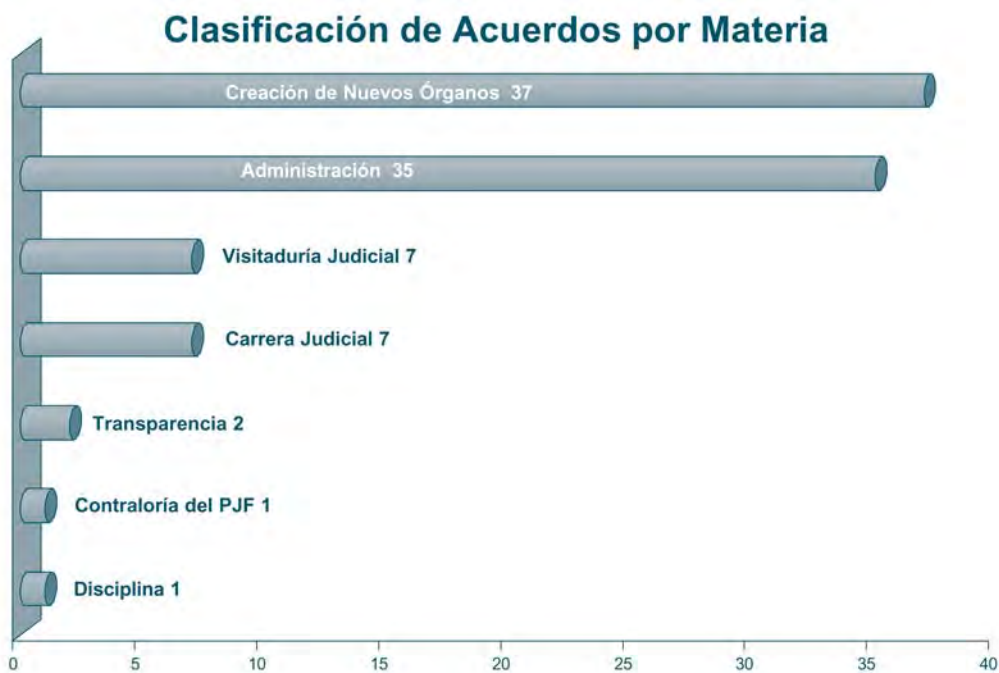 Clasificación de Acuerdos por Materia
Creación de Nuevos Órganos 37
Administración 35
Visitaduría Judicial 7
Carrera Judicial 7
Transparencia 2
Contraloría del PJF 1
Disciplina 1
0 5 10 15 20 25 30 35 40